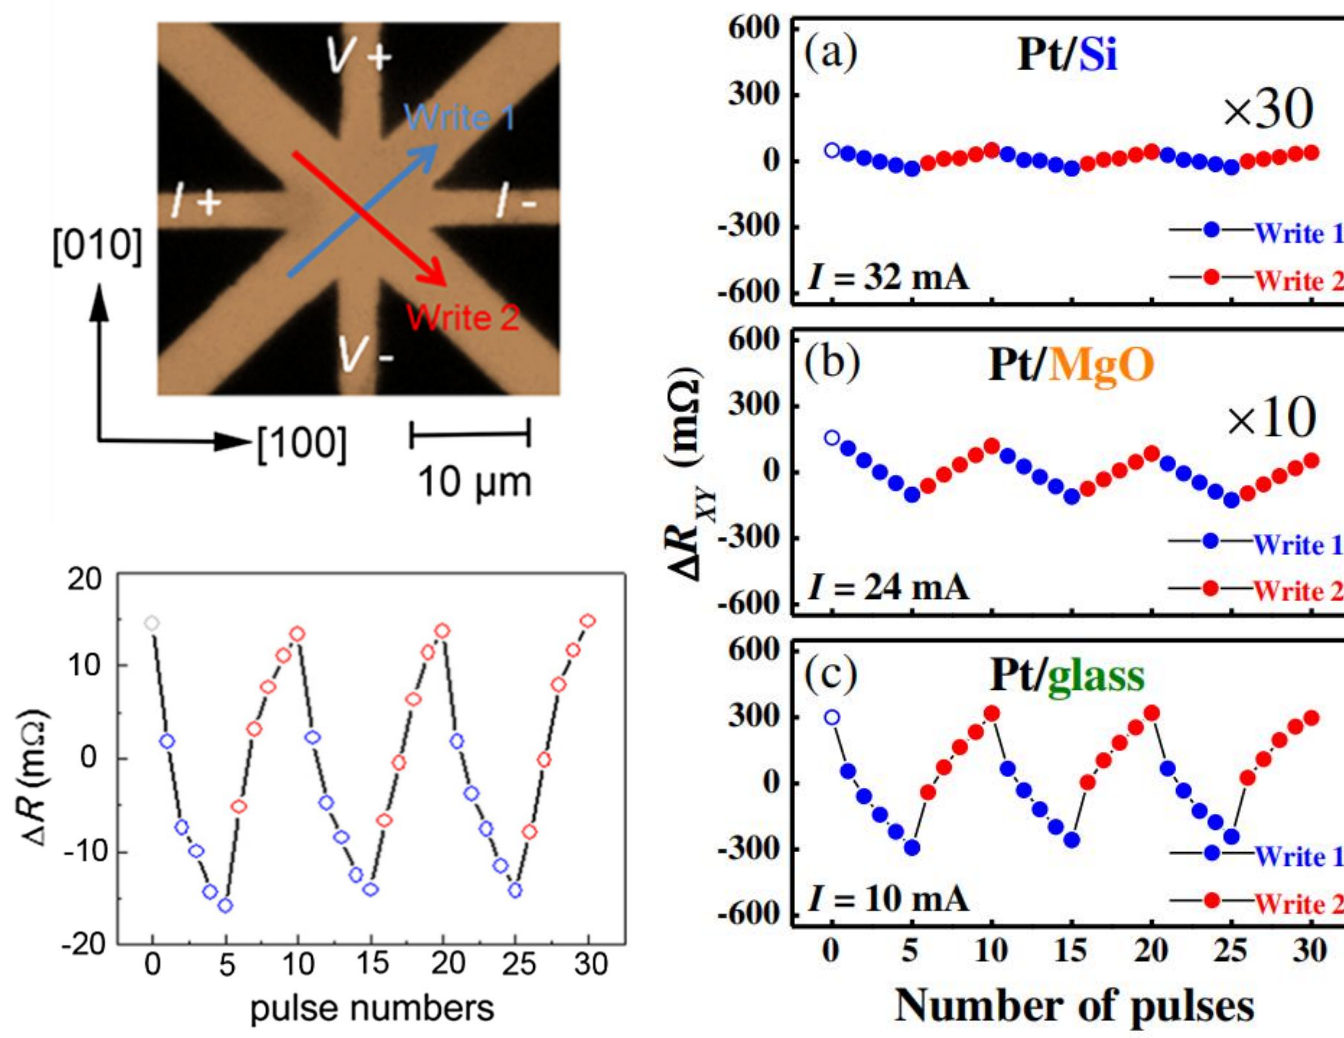 V +
Write 1
I +
I -
Write 2
V -
[010]
[100]
10 μm
20
10
0
-10
-20
ΔR (mΩ)
0 5 10 15 20 25 30
pulse numbers
600
(a)
Pt/Si
300
×30
0
-300
Write 1
I = 32 mA
Write 2
-600
ΔR_XY (mΩ)
600
(b)
Pt/MgO
300
×10
0
-300
Write 1
I = 24 mA
Write 2
-600
600
(c)
Pt/glass
300
0
-300
Write 1
I = 10 mA
Write 2
-600
0 5 10 15 20 25 30
Number of pulses